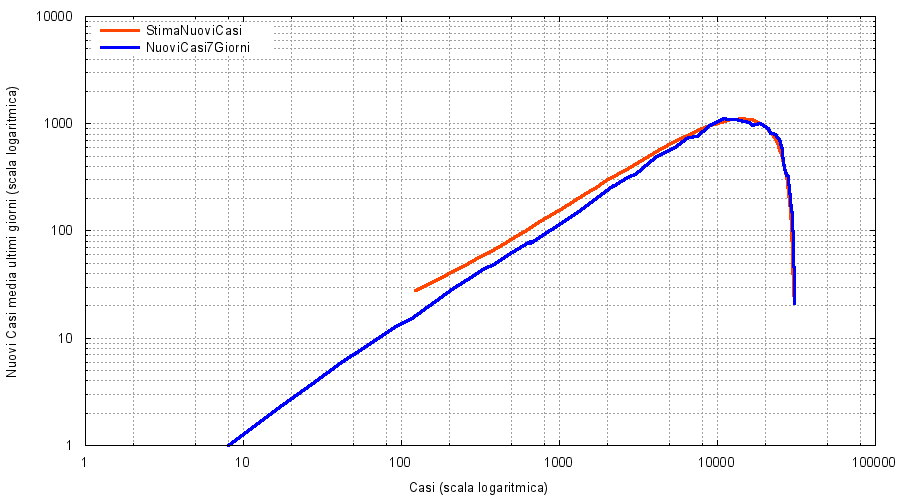 StimaNuoviCasi
NuoviCasi7Giorni
10000
1000
100
10
1
Nuovi Casi media ultimi giorni (scala logaritmica)
1 10 100 1000 10000 100000
Casi (scala logaritmica)